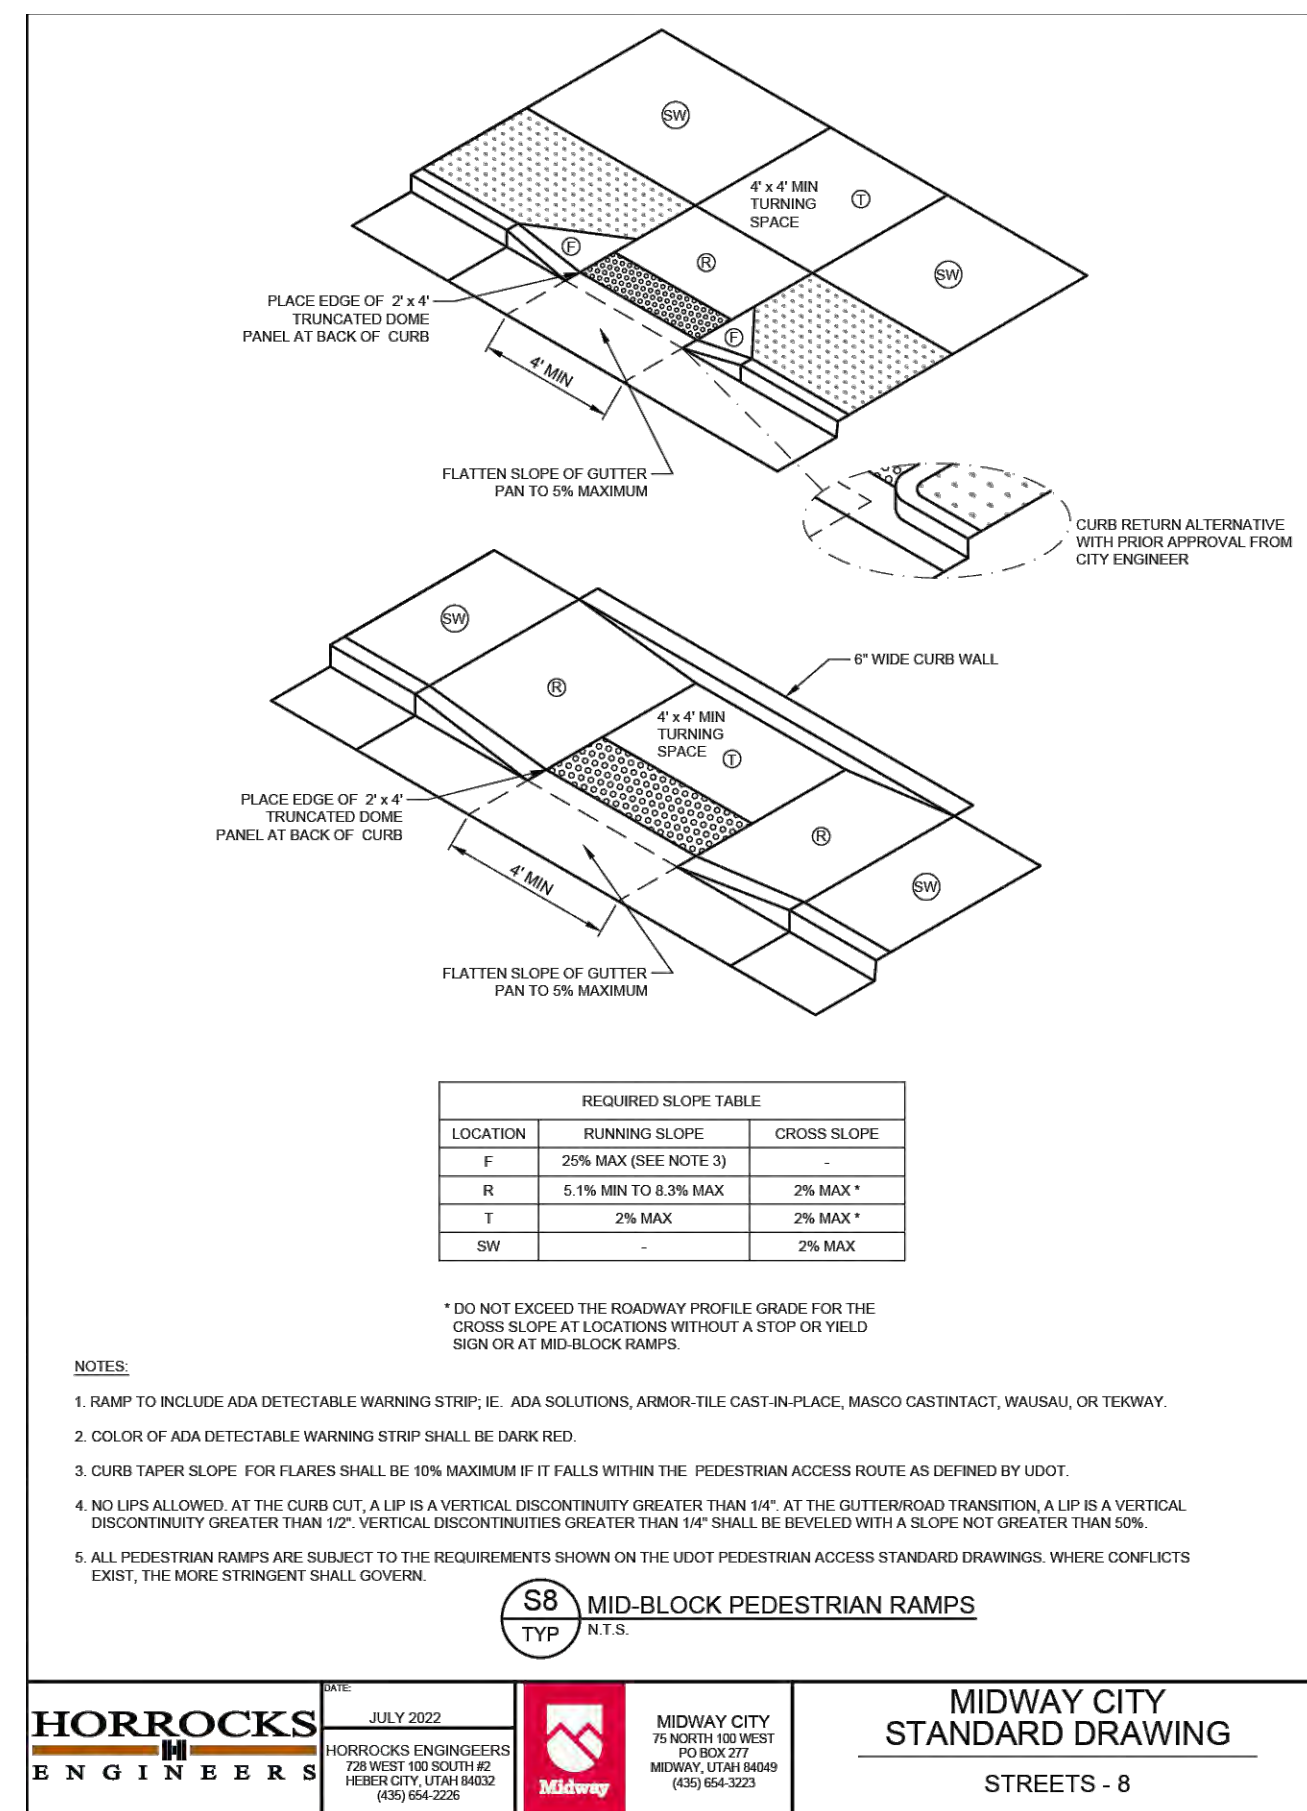 SW
4' x 4' MIN
TURNING
SPACE
T
F
R
SW
PLACE EDGE OF 2' x 4'
TRUNCATED DOME
PANEL AT BACK OF CURB
F
4' MIN
FLATTEN SLOPE OF GUTTER
PAN TO 5% MAXIMUM
CURB RETURN ALTERNATIVE
WITH PRIOR APPROVAL FROM
CITY ENGINEER
SW
6" WIDE CURB WALL
R
4' x 4' MIN
TURNING
SPACE
T
PLACE EDGE OF 2' x 4'
TRUNCATED DOME
PANEL AT BACK OF CURB
R
4' MIN
SW
FLATTEN SLOPE OF GUTTER
PAN TO 5% MAXIMUM
REQUIRED SLOPE TABLE
LOCATION RUNNING SLOPE CROSS SLOPE
F 25% MAX (SEE NOTE 3) -
R 5.1% MIN TO 8.3% MAX 2% MAX *
T 2% MAX 2% MAX *
SW - 2% MAX
* DO NOT EXCEED THE ROADWAY PROFILE GRADE FOR THE
CROSS SLOPE AT LOCATIONS WITHOUT A STOP OR YIELD
SIGN OR AT MID-BLOCK RAMPS.
NOTES:
1. RAMP TO INCLUDE ADA DETECTABLE WARNING STRIP; IE. ADA SOLUTIONS, ARMOR-TILE CAST-IN-PLACE, MASCO CASTINTACT, WAUSAU, OR TEKWAY.
2. COLOR OF ADA DETECTABLE WARNING STRIP SHALL BE DARK RED.
3. CURB TAPER SLOPE FOR FLARES SHALL BE 10% MAXIMUM IF IT FALLS WITHIN THE PEDESTRIAN ACCESS ROUTE AS DEFINED BY UDOT.
4. NO LIPS ALLOWED. AT THE CURB CUT, A LIP IS A VERTICAL DISCONTINUITY GREATER THAN 1/4". AT THE GUTTER/ROAD TRANSITION, A LIP IS A VERTICAL
DISCONTINUITY GREATER THAN 1/2". VERTICAL DISCONTINUITIES GREATER THAN 1/4" SHALL BE BEVELED WITH A SLOPE NOT GREATER THAN 50%.
5. ALL PEDESTRIAN RAMPS ARE SUBJECT TO THE REQUIREMENTS SHOWN ON THE UDOT PEDESTRIAN ACCESS STANDARD DRAWINGS. WHERE CONFLICTS
EXIST, THE MORE STRINGENT SHALL GOVERN.
S8
TYP
MID-BLOCK PEDESTRIAN RAMPS
N.T.S.
HORROCKS
ENGINEERS
DATE:
JULY 2022
HORROCKS ENGINGEERS
728 WEST 100 SOUTH #2
HEBER CITY, UTAH 84032
(435) 654-2226
Midway
MIDWAY CITY
75 NORTH 100 WEST
PO BOX 277
MIDWAY, UTAH 84049
(435) 654-3223
MIDWAY CITY
STANDARD DRAWING
STREETS - 8